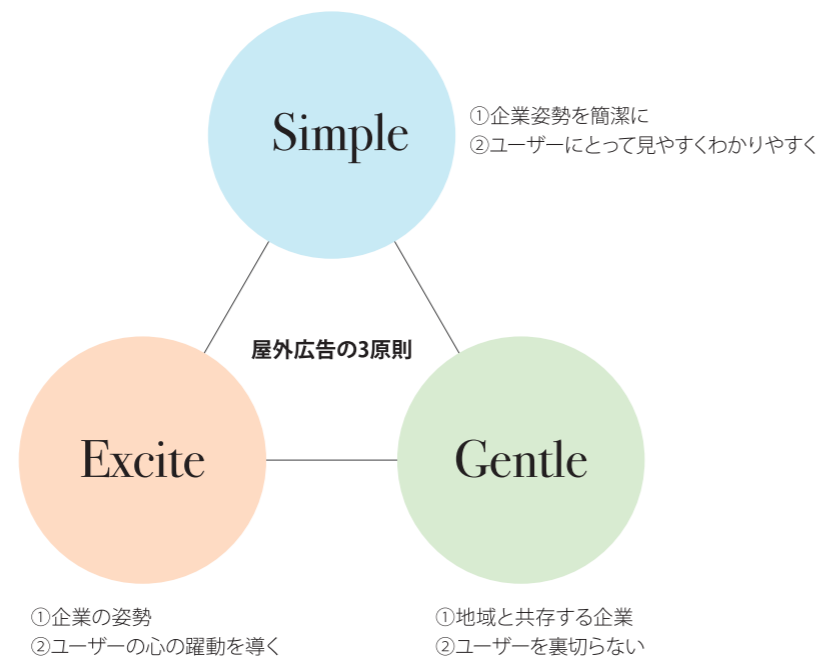 Simple
①企業姿勢を簡潔に
②ユーザーにとって見やすくわかりやすく
屋外広告の3原則
Excite
Gentle
①企業の姿勢
②ユーザーの心の躍動を導く
①地域と共存する企業
②ユーザーを裏切らない